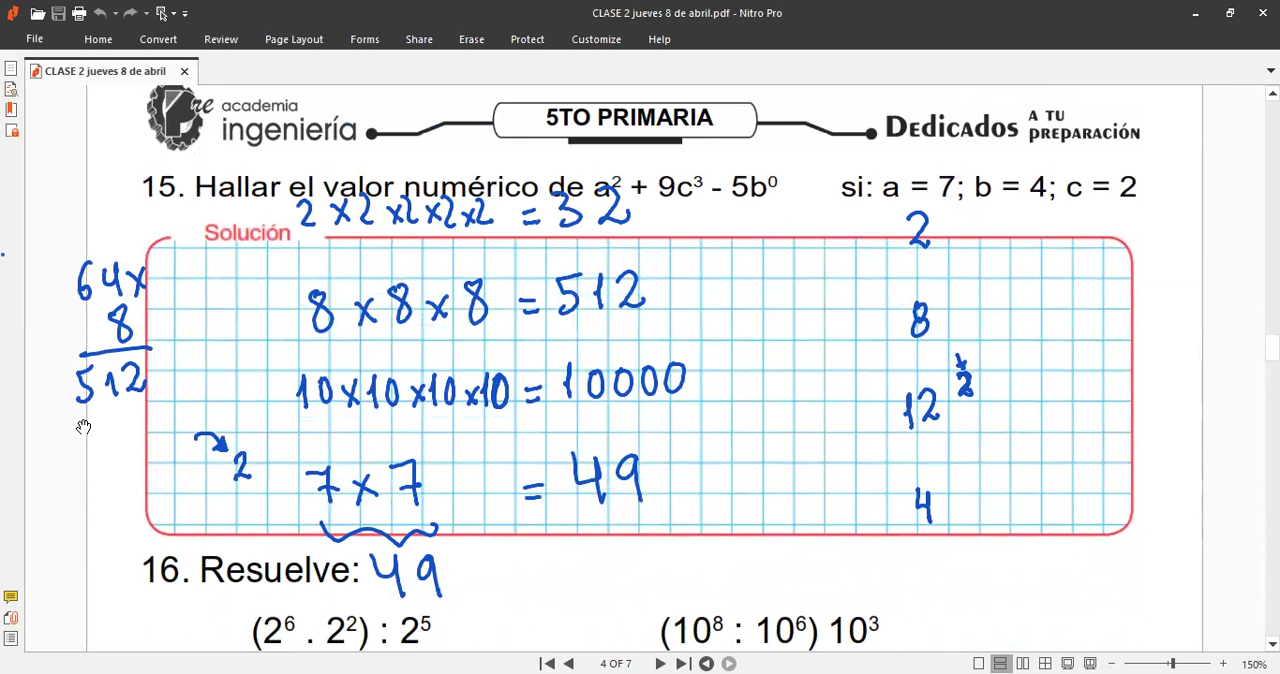 CLASE 2 jueves 8 de abril.pdf - Nitro Pro
File Home Convert Review Page Layout Forms Share Erase Protect Customize Help
CLASE 2 jueves 8 de abril
Pre academia ingeniería
5TO PRIMARIA
DEDICADOS A TU PREPARACIÓN
15. Hallar el valor numérico de a² + 9c³ - 5b⁰ si: a = 7; b = 4; c = 2
2 x 2 x 2 x 2 x 2 = 32
2
Solución
64 x
8
512
8 x 8 x 8 = 512
8
10 x 10 x 10 x 10 = 10000
12
2
2
7 x 7 = 49
4
49
16. Resuelve:
(2⁶ . 2²) : 2⁵ (10⁸ : 10⁶) 10³
4 OF 7
150%